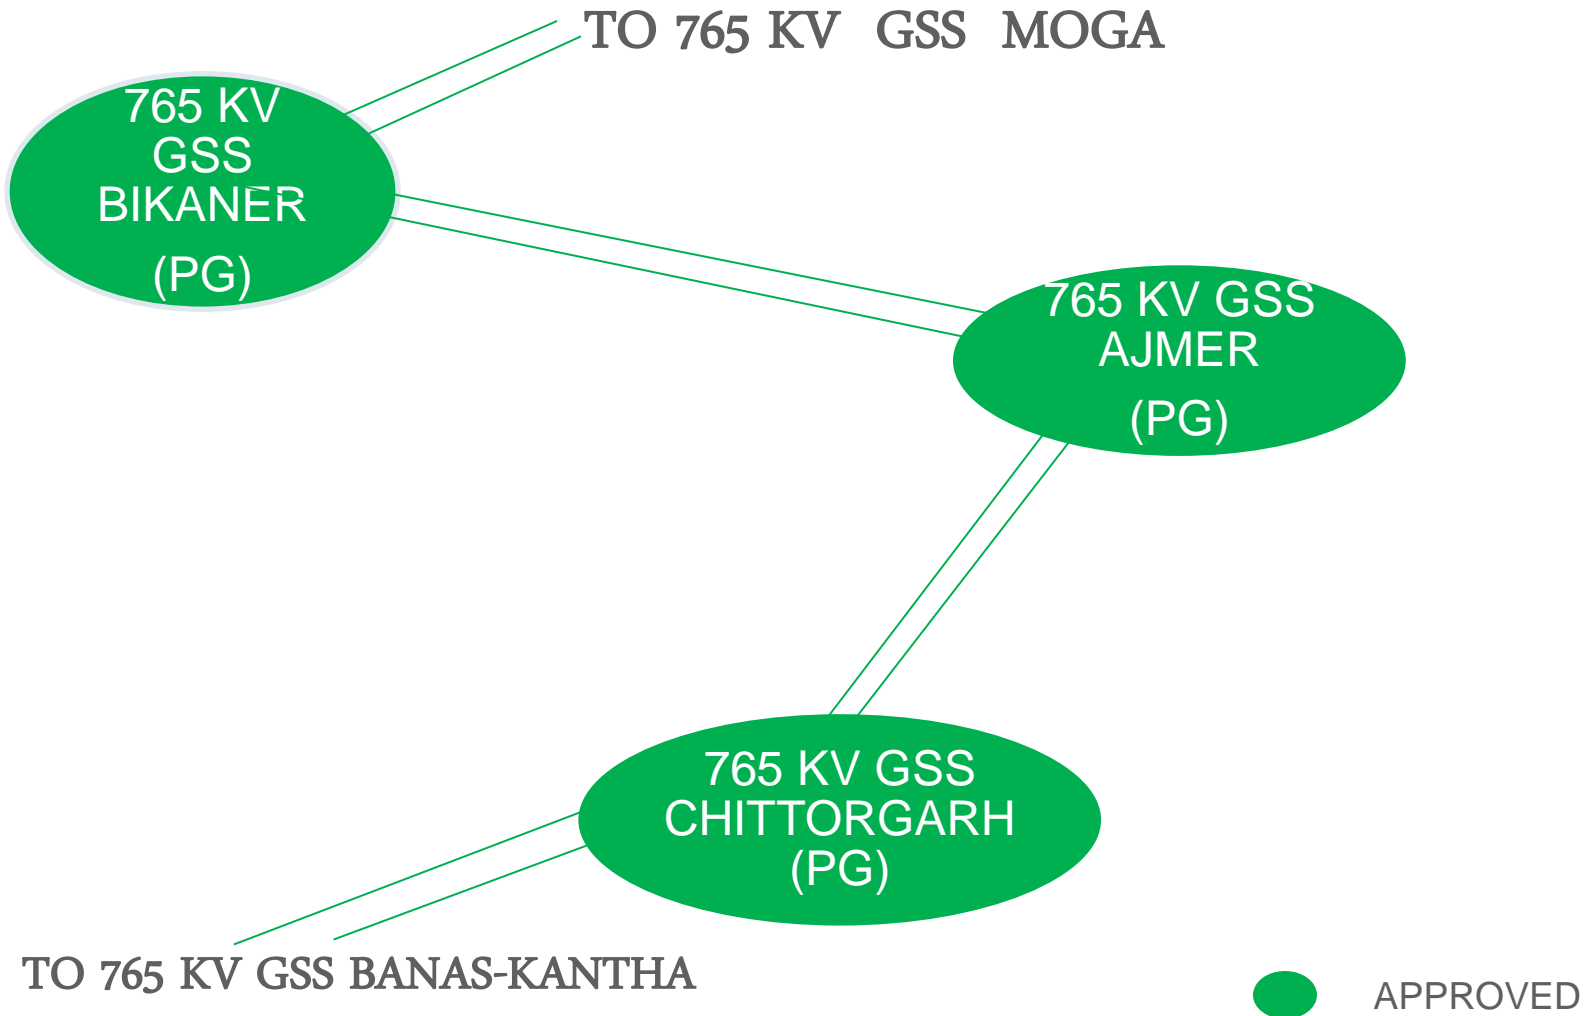 TO 765 KV GSS MOGA
765 KV
GSS
BIKANER
(PG)
765 KV GSS
AJMER
(PG)
765 KV GSS
CHITTORGARH
(PG)
TO 765 KV GSS BANAS-KANTHA
APPROVED